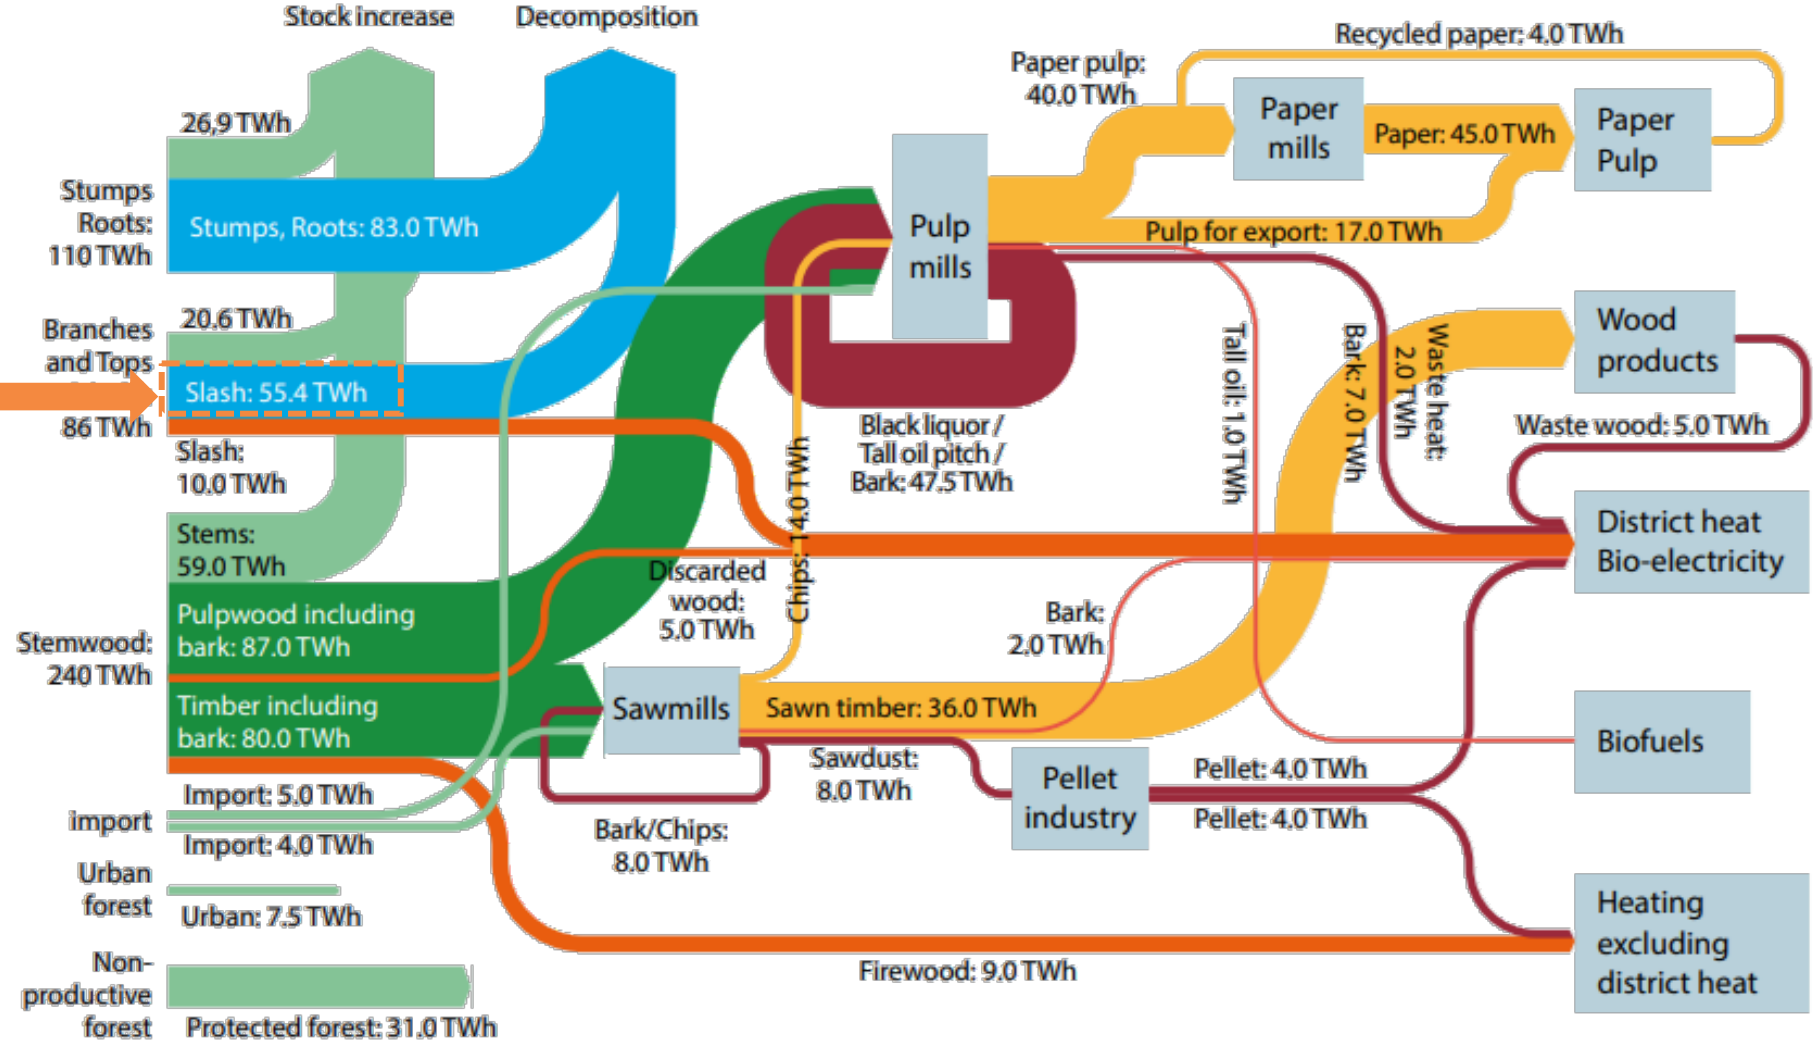 Stock increase
Decomposition
Recycled paper: 4.0 TWh
Paper pulp:
40.0 TWh
26,9 TWh
Paper
mills
Paper: 45.0 TWh
Paper
Pulp
Stumps
Roots:
110 TWh
Stumps, Roots: 83.0 TWh
Pulp
mills
Pulp for export: 17.0 TWh
20.6 TWh
Branches
and Tops
86 TWh
Slash: 55.4 TWh
Slash:
10.0 TWh
Wood
products
Tall oil: 1.0 TWh
Bark: 7.0 TWh
Waste heat:
2.0 TWh
Waste wood: 5.0 TWh
Black liquor /
Tall oil pitch /
Bark: 47.5 TWh
Chips: 14.0 TWh
Stems:
59.0 TWh
District heat
Bio-electricity
Discarded
wood:
5.0 TWh
Stemwood:
240 TWh
Pulpwood including
bark: 87.0 TWh
Bark:
2.0 TWh
Timber including
bark: 80.0 TWh
Sawmills
Sawn timber: 36.0 TWh
Biofuels
Sawdust:
8.0 TWh
Pellet
industry
Pellet: 4.0 TWh
Pellet: 4.0 TWh
import
Import: 5.0 TWh
Import: 4.0 TWh
Bark/Chips:
8.0 TWh
Urban
forest
Urban: 7.5 TWh
Heating
excluding
district heat
Firewood: 9.0 TWh
Non-
productive
forest
Protected forest: 31.0 TWh